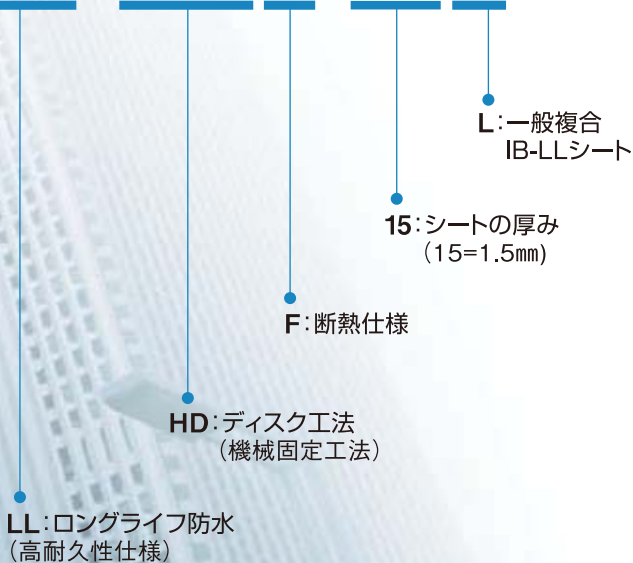 L:一般複合
IB-LLシート
15:シートの厚み
(15=1.5㎜)
F:断熱仕様
HD:ディスク工法
(機械固定工法)
LL:ロングライフ防水
(高耐久性仕様)